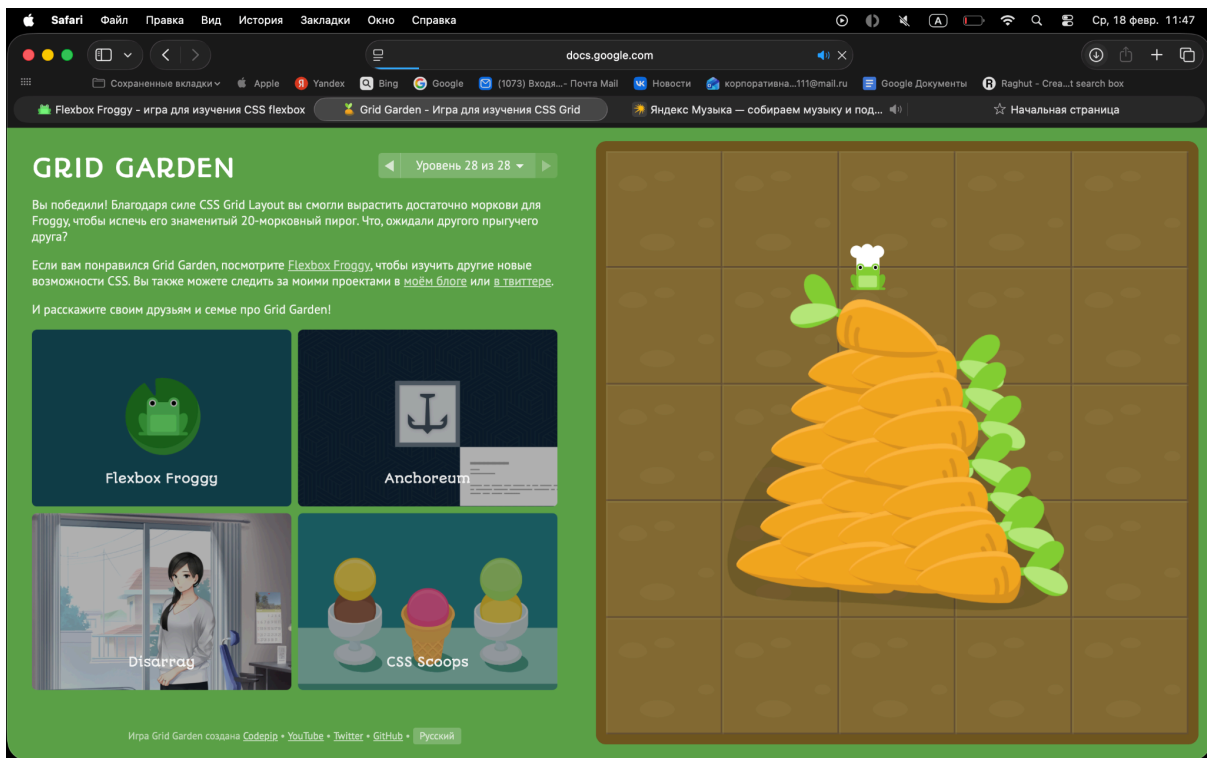 Safari Файл Правка Вид История Закладки Окно Справка
A
Ср, 18 февр. 11:47
docs.google.com
Сохраненные вкладки
Apple
Я Yandex
Bing
G Google
(1073) Входя...- Почта Mail
Новости
корпоративна...111@mail.ru
Google Документы
R Raghut - Crea...t search box
Flexbox Froggy - игра для изучения CSS flexbox
Grid Garden - Игра для изучения CSS Grid
Яндекс Музыка — собираем музыку и под...
Начальная страница
GRID GARDEN
Уровень 28 из 28
Вы победили! Благодаря силе CSS Grid Layout вы смогли вырастить достаточно моркови для
Froggy, чтобы испечь его знаменитый 20-морковный пирог. Что, ожидали другого прыгучего
друга?
Если вам понравился Grid Garden, посмотрите Flexbox Froggy, чтобы изучить другие новые
возможности CSS. Вы также можете следить за моими проектами в моём блоге или в твиттере.
И расскажите своим друзьям и семье про Grid Garden!
Flexbox Froggy
Anchoreum
Disarray
CSS Scoops
Игра Grid Garden создана Codepip • YouTube • Twitter • GitHub • Русский